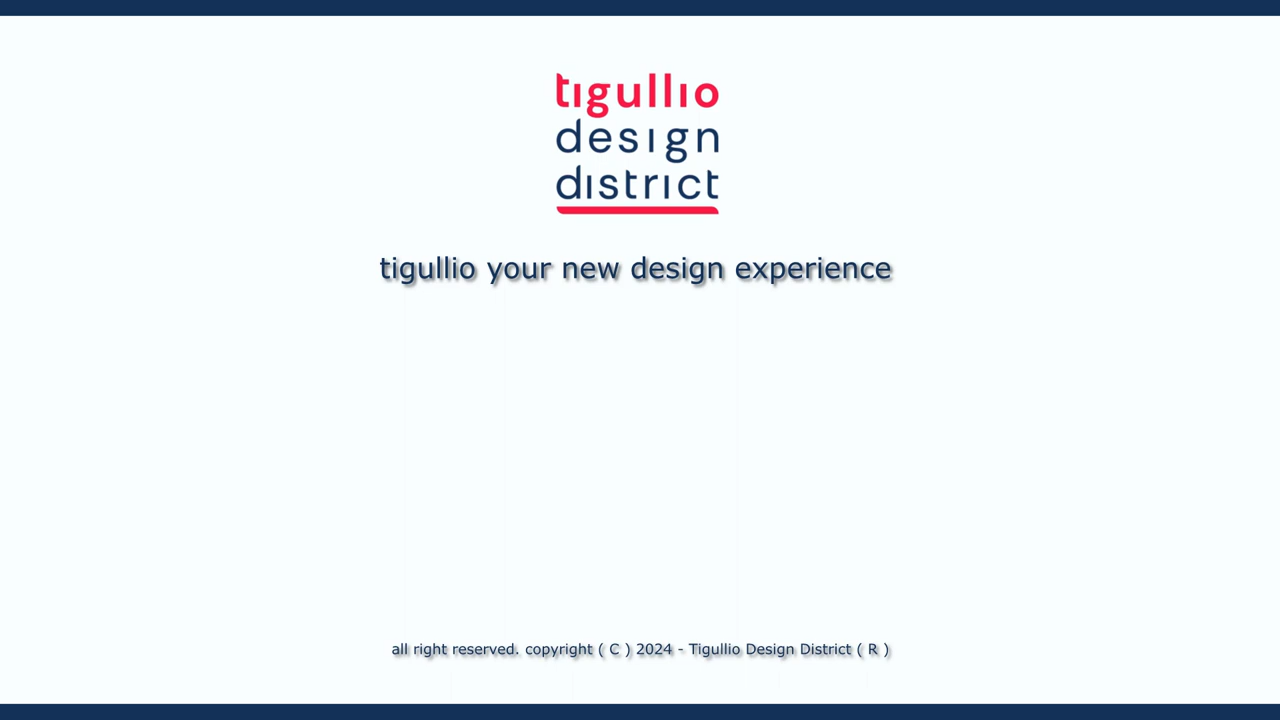 tigullio
design
district
tigullio your new design experience
all right reserved. copyright ( C ) 2024 - Tigullio Design District ( R )